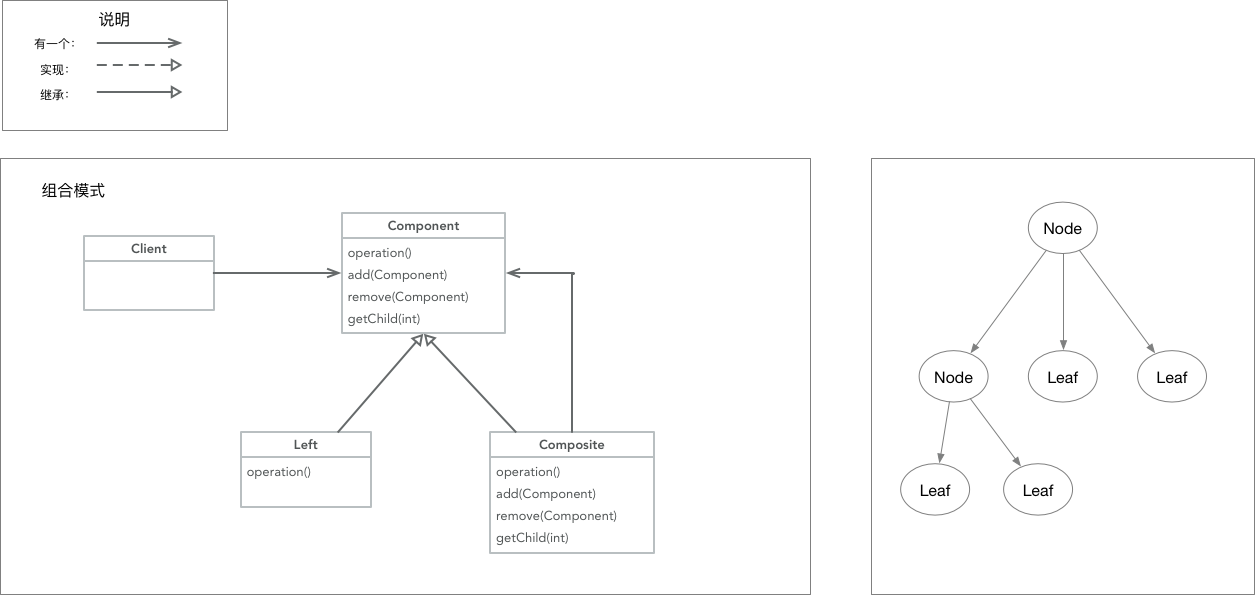 说明
有一个：
实现：
继承：
组合模式
Client
Component
operation()
add(Component)
remove(Component)
getChild(int)
Left
operation()
Composite
operation()
add(Component)
remove(Component)
getChild(int)
Node
Node
Leaf
Leaf
Leaf
Leaf